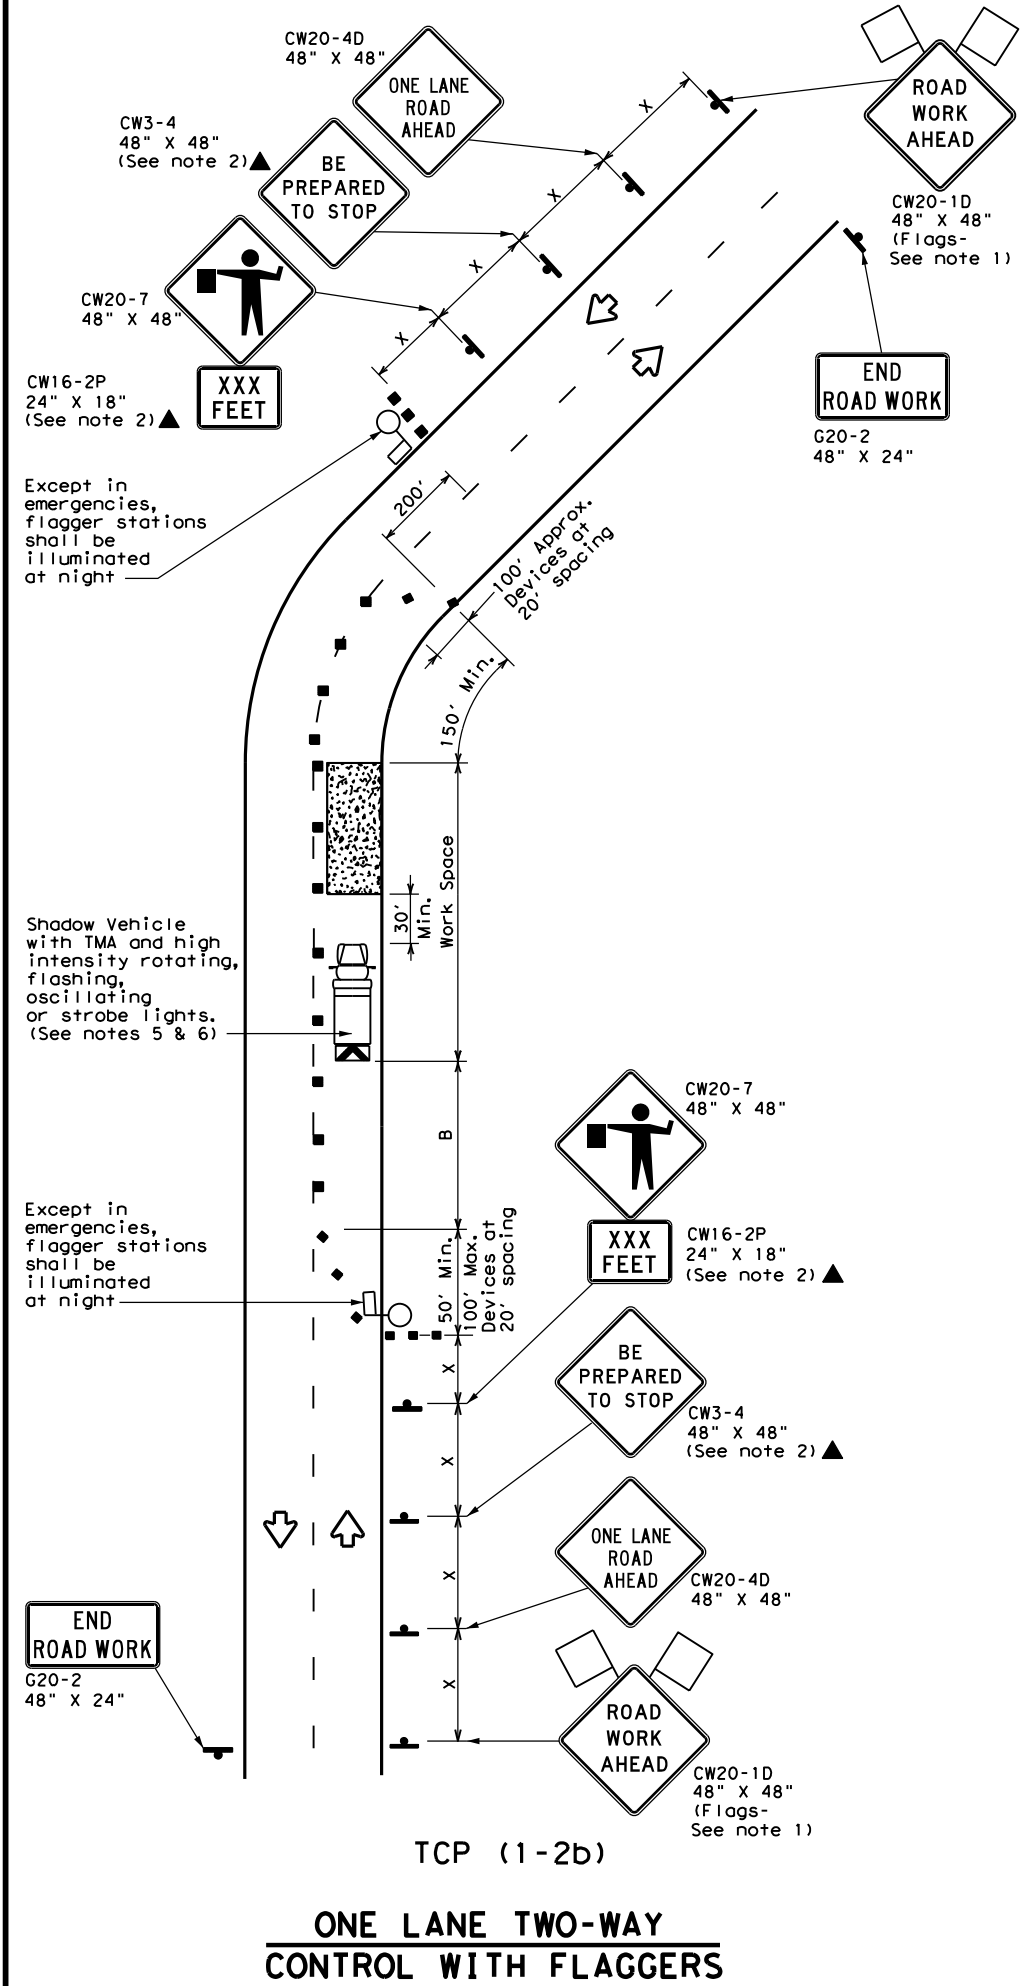 CW20-4D
48" X 48"
ONE LANE
ROAD
AHEAD
ROAD
WORK
AHEAD
CW20-1D
48" X 48"
(Flags-
See note 1)
CW3-4
48" X 48"
(See note 2)
BE
PREPARED
TO STOP
X
X
X
X
CW20-7
48" X 48"
CW16-2P
24" X 18"
(See note 2)
XXX
FEET
END
ROAD WORK
G20-2
48" X 24"
Except in
emergencies,
flagger stations
shall be
illuminated
at night
200'
100' Approx.
Devices at
20' spacing
150' Min.
30'
Min.
Work Space
Shadow Vehicle
with TMA and high
intensity rotating,
flashing,
oscillating
or strobe lights.
(See notes 5 & 6)
B
CW20-7
48" X 48"
XXX
FEET
CW16-2P
24" X 18"
(See note 2)
Except in
emergencies,
flagger stations
shall be
illuminated
at night
50' Min.
100' Max.
Devices at
20' spacing
X
X
X
X
BE
PREPARED
TO STOP
CW3-4
48" X 48"
(See note 2)
ONE LANE
ROAD
AHEAD
CW20-4D
48" X 48"
END
ROAD WORK
G20-2
48" X 24"
ROAD
WORK
AHEAD
CW20-1D
48" X 48"
(Flags-
See note 1)
TCP (1-2b)
ONE LANE TWO-WAY
CONTROL WITH FLAGGERS